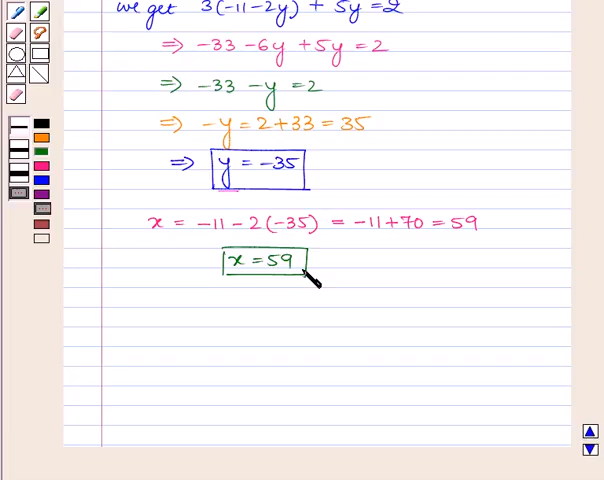 we get 3(-11-2y) + 5y = 2
⇒ -33 -6y +5y = 2
⇒ -33 - y = 2
⇒ -y = 2+33 = 35
⇒ y = -35
x = -11 - 2(-35) = -11+70 = 59
x = 59